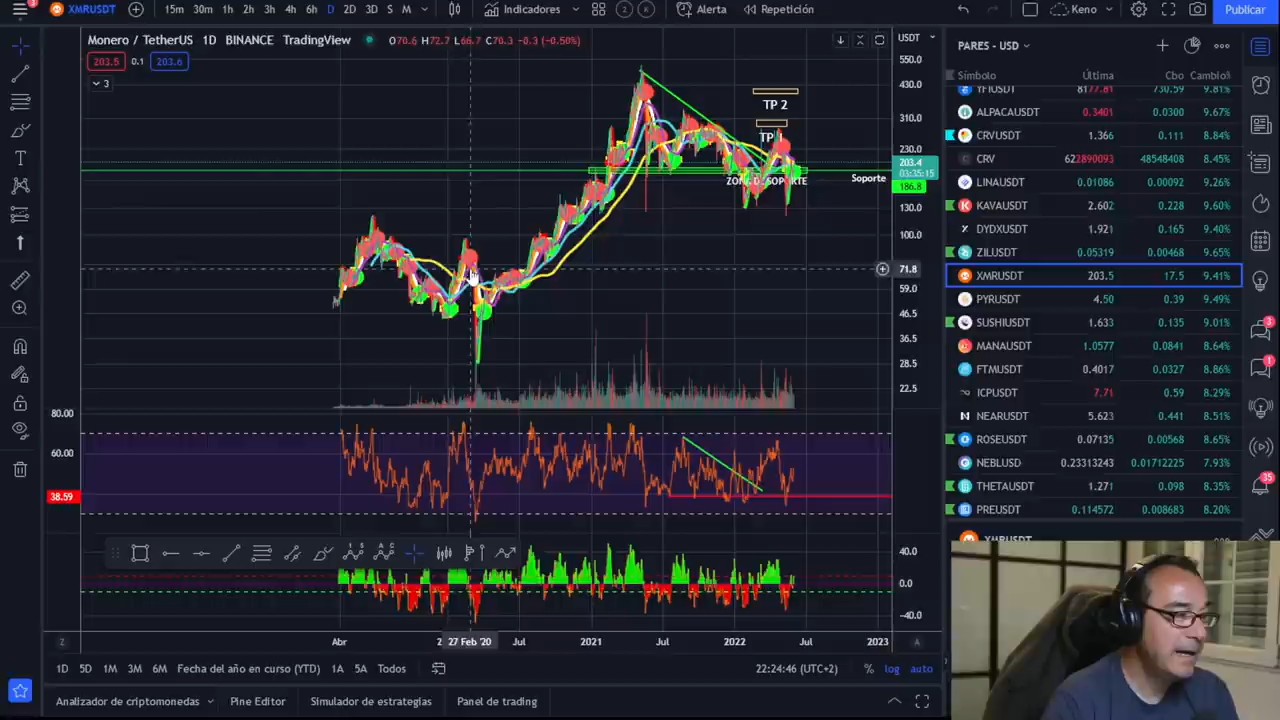 3
XMRUSDT
15m 30m 1h 2h 3h 4h 6h D 2D 3D S M
Indicadores
2
Alerta
Repetición
Keno
Publicar
Monero / TetherUS 1D BINANCE TradingView
O70.6 H72.7 L66.7 C70.3 -0.3 (-0.50%)
203.5 0.1 203.6
3
USDT
550.0
430.0
310.0
230.0
203.4
03:35:15
186.8
130.0
100.0
71.8
59.0
46.5
36.5
28.5
22.5
TP 2
TP 1
ZONA DE SOPORTE
Soporte
80.00
60.00
38.59
40.0
0.0
-40.0
Abr
27 Feb '20
Jul
2021
Jul
2022
Jul
2023
Z
A
1D 5D 1M 3M 6M Fecha del año en curso (YTD) 1A 5A Todos
22:24:46 (UTC+2)
% log auto
Analizador de criptomonedas
Pine Editor
Simulador de estrategias
Panel de trading
PARES - USD
Símbolo Última Cbo Cambio%
YFIUSDT 8177.81 730.59 9.81%
ALPACAUSDT 0.3401 0.0300 9.67%
CRVUSDT 1.366 0.111 8.84%
CRV 622890093 48548408 8.45%
LINAUSDT 0.01086 0.00092 9.26%
KAVAUSDT 2.602 0.228 9.60%
DYDXUSDT 1.921 0.165 9.40%
ZILUSDT 0.05319 0.00468 9.65%
XMRUSDT 203.5 17.5 9.41%
PYRUSDT 4.50 0.39 9.49%
SUSHIUSDT 1.633 0.135 9.01%
MANAUSDT 1.0577 0.0841 8.64%
FTMUSDT 0.4017 0.0327 8.86%
ICPUSDT 7.71 0.59 8.29%
NEARUSDT 5.623 0.441 8.51%
ROSEUSDT 0.07135 0.00568 8.65%
NEBLUSD 0.23313243 0.01712225 7.93%
THETAUSDT 1.271 0.098 8.35%
PREUSDT 0.114572 0.008683 8.20%
XMRUSDT
3
1
35